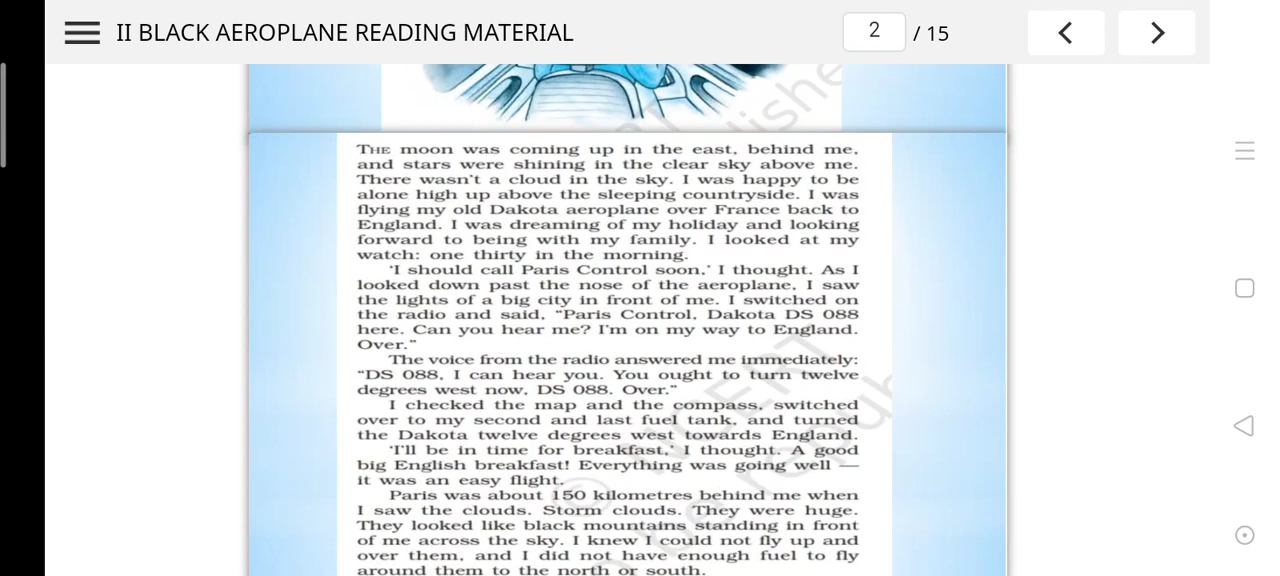 II BLACK AEROPLANE READING MATERIAL
2 / 15
THE moon was coming up in the east, behind me,
and stars were shining in the clear sky above me.
There wasn't a cloud in the sky. I was happy to be
alone high up above the sleeping countryside. I was
flying my old Dakota aeroplane over France back to
England. I was dreaming of my holiday and looking
forward to being with my family. I looked at my
watch: one thirty in the morning.
'I should call Paris Control soon,' I thought. As I
looked down past the nose of the aeroplane, I saw
the lights of a big city in front of me. I switched on
the radio and said, “Paris Control, Dakota DS 088
here. Can you hear me? I'm on my way to England.
Over.”
The voice from the radio answered me immediately:
“DS 088, I can hear you. You ought to turn twelve
degrees west now, DS 088. Over.”
I checked the map and the compass, switched
over to my second and last fuel tank, and turned
the Dakota twelve degrees west towards England.
'I'll be in time for breakfast,' I thought. A good
big English breakfast! Everything was going well —
it was an easy flight.
Paris was about 150 kilometres behind me when
I saw the clouds. Storm clouds. They were huge.
They looked like black mountains standing in front
of me across the sky. I knew I could not fly up and
over them, and I did not have enough fuel to fly
around them to the north or south.
© NCERT